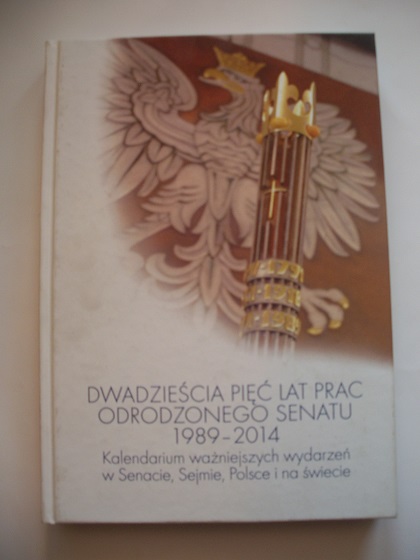 DWADZIEŚCIA PIĘĆ LAT PRAC
ODRODZONEGO SENATU
1989-2014
Kalendarium ważniejszych wydarzeń
w Senacie, Sejmie, Polsce i na świecie